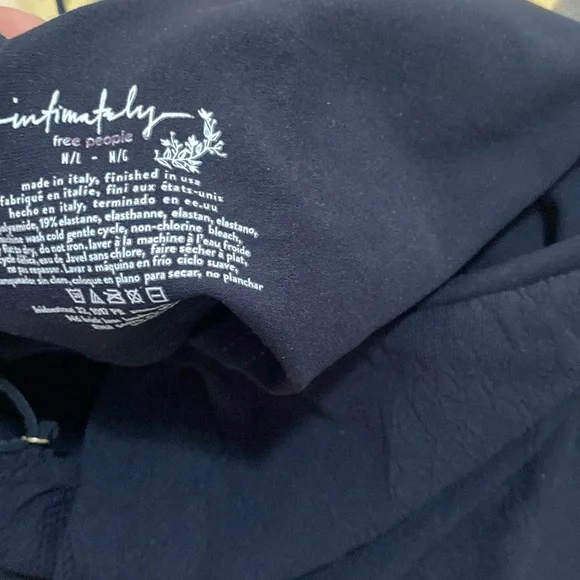 intimately
free people
M/L - M/G
made in italy, finished in usa
fabriqué en italie, fini aux états-unis
hecho en italy, terminado en ee.uu
polyamide, 19% elastane, elasthanne, elastan, elastano,
wash cold gentle cycle, non-chlorine bleach,
dry, do not iron. laver à la machine à l'eau froide
cycle délicat, eau de Javel sans chlore, faire sécher à plat,
ne pas repasser. Lavar a máquina en frío ciclo suave,
blanqueador sin cloro, coloque en plano para secar, no planchar
22, 1017